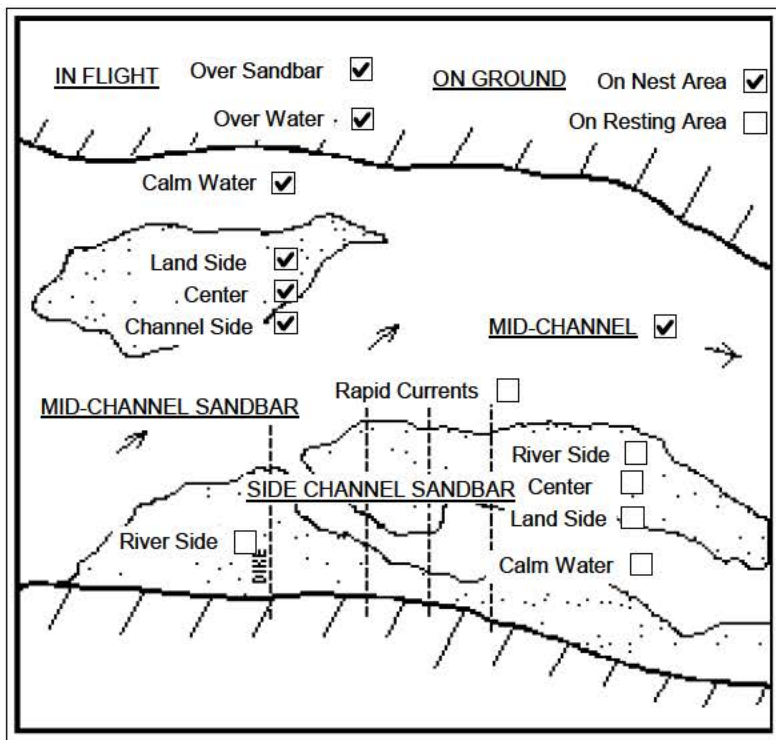 IN FLIGHT Over Sandbar ON GROUND On Nest Area
Over Water On Resting Area
Calm Water
Land Side
Center
Channel Side
MID-CHANNEL
Rapid Currents
MID-CHANNEL SANDBAR
River Side
SIDE CHANNEL SANDBAR Center
Land Side
River Side
DIKE
Calm Water